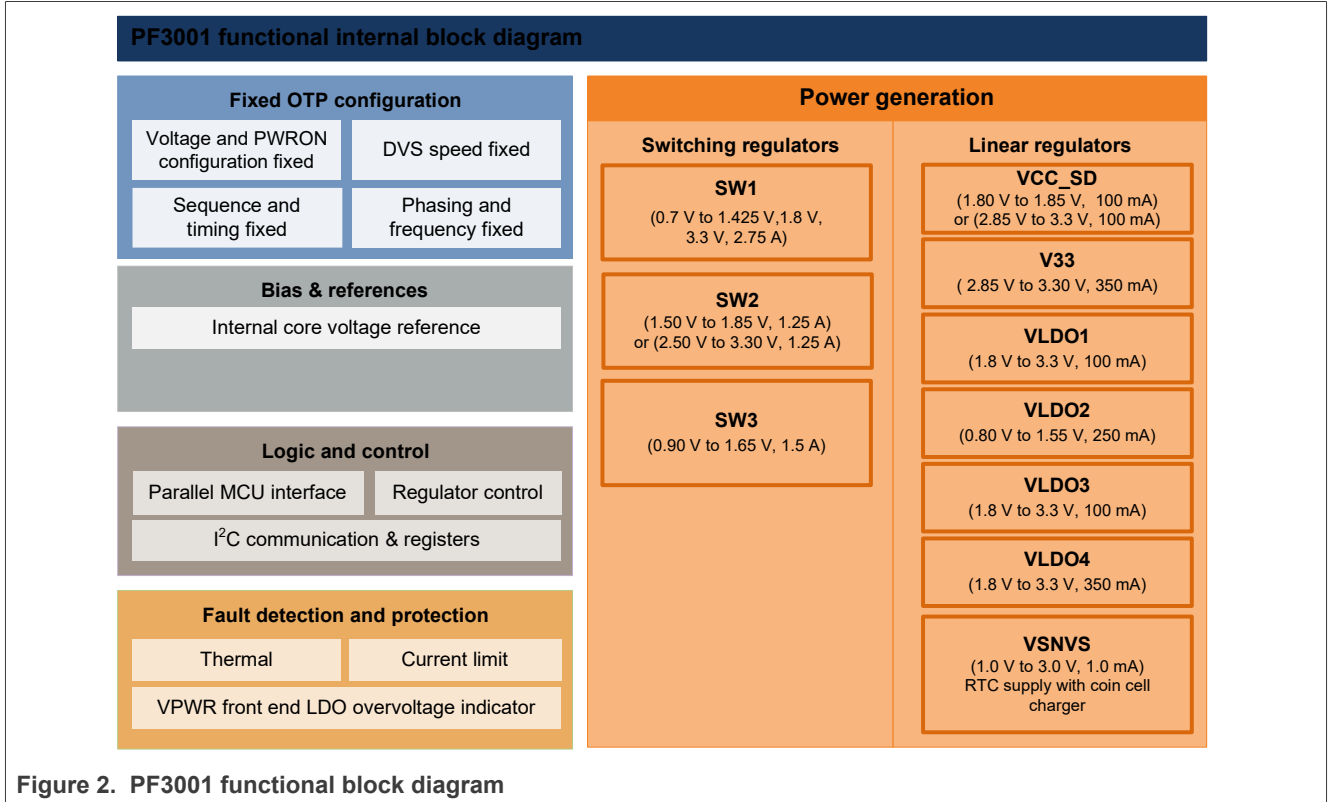 PF3001 functional internal block diagram
Fixed OTP configuration
Voltage and PWRON
configuration fixed
DVS speed fixed
Sequence and
timing fixed
Phasing and
frequency fixed
Bias & references
Internal core voltage reference
Logic and control
Parallel MCU interface
Regulator control
I²C communication & registers
Fault detection and protection
Thermal
Current limit
VPWR front end LDO overvoltage indicator
Power generation
Switching regulators
SW1
(0.7 V to 1.425 V,1.8 V,
3.3 V, 2.75 A)
SW2
(1.50 V to 1.85 V, 1.25 A)
or (2.50 V to 3.30 V, 1.25 A)
SW3
(0.90 V to 1.65 V, 1.5 A)
Linear regulators
VCC_SD
(1.80 V to 1.85 V, 100 mA)
or (2.85 V to 3.3 V, 100 mA)
V33
( 2.85 V to 3.30 V, 350 mA)
VLDO1
(1.8 V to 3.3 V, 100 mA)
VLDO2
(0.80 V to 1.55 V, 250 mA)
VLDO3
(1.8 V to 3.3 V, 100 mA)
VLDO4
(1.8 V to 3.3 V, 350 mA)
VSNVS
(1.0 V to 3.0 V, 1.0 mA)
RTC supply with coin cell
charger
Figure 2. PF3001 functional block diagram